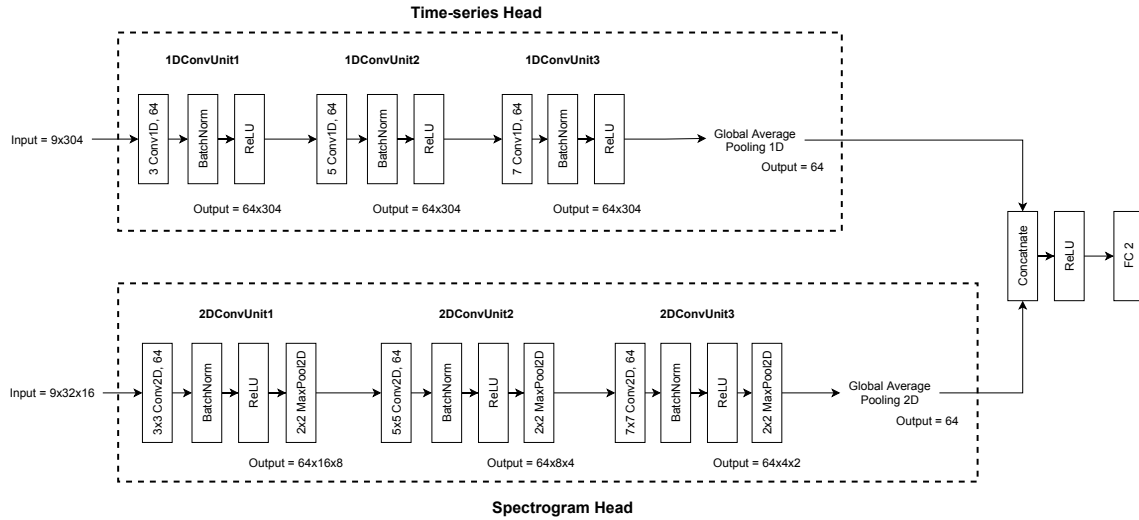 Time-series Head
1DConvUnit1
1DConvUnit2
1DConvUnit3
Input = 9x304
3 Conv1D, 64
BatchNorm
ReLU
5 Conv1D, 64
BatchNorm
ReLU
7 Conv1D, 64
BatchNorm
ReLU
Global Average
Pooling 1D
Output = 64
Output = 64x304
Output = 64x304
Output = 64x304
Concatnate
ReLU
FC 2
2DConvUnit1
2DConvUnit2
2DConvUnit3
Input = 9x32x16
3x3 Conv2D, 64
BatchNorm
ReLU
2x2 MaxPool2D
5x5 Conv2D, 64
BatchNorm
ReLU
2x2 MaxPool2D
7x7 Conv2D, 64
BatchNorm
ReLU
2x2 MaxPool2D
Global Average
Pooling 2D
Output = 64
Output = 64x16x8
Output = 64x8x4
Output = 64x4x2
Spectrogram Head